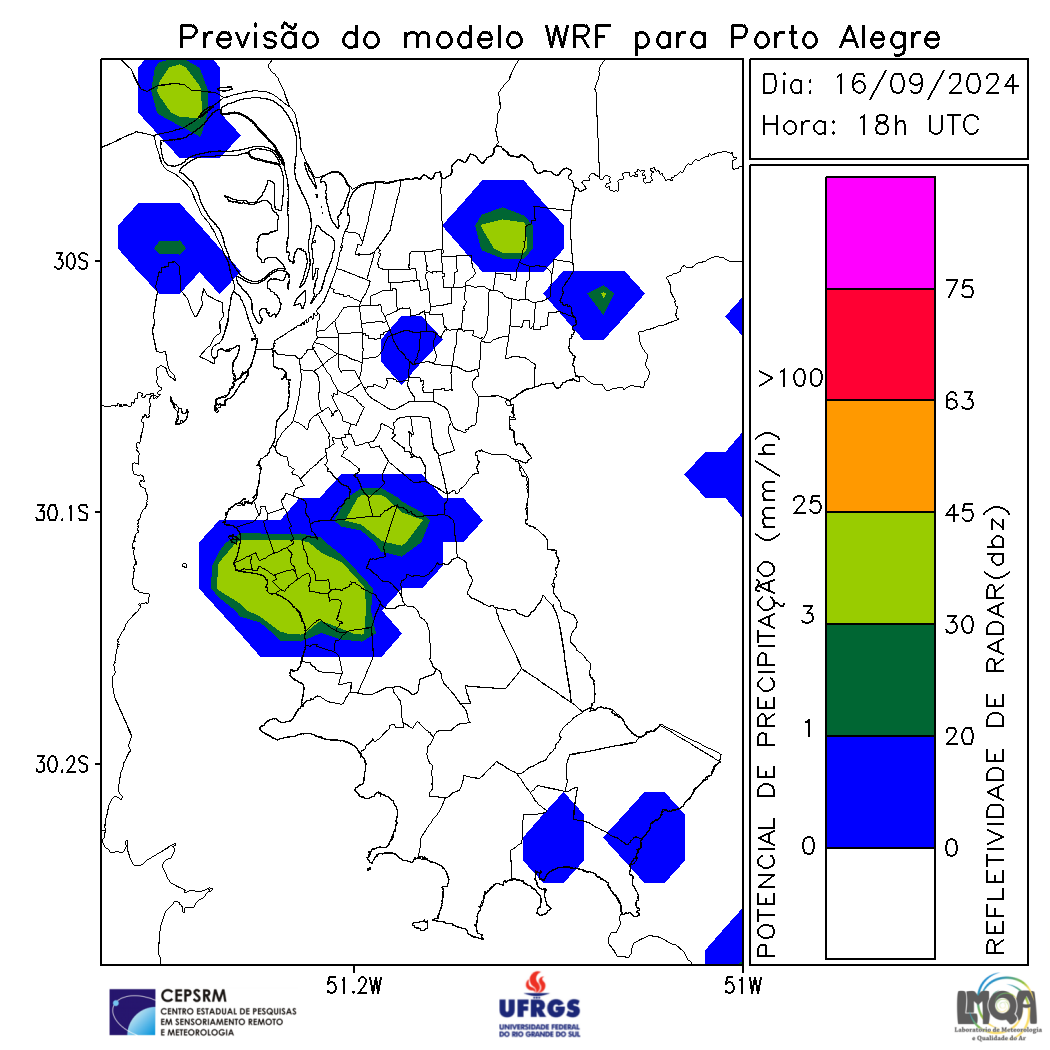 Previsão do modelo WRF para Porto Alegre
Dia: 16/09/2024
Hora: 18h UTC
30S
30.1S
30.2S
51.2W
51W
POTENCIAL DE PRECIPITAÇÃO (mm/h)
>100
25
3
1
0
75
63
45
30
20
0
REFLETIVIDADE DE RADAR(dbz)
CEPSRM
CENTRO ESTADUAL DE PESQUISAS
EM SENSORIAMENTO REMOTO
E METEOROLOGIA
UFRGS
UNIVERSIDADE FEDERAL
DO RIO GRANDE DO SUL
LMQA
Laboratório de Meteorologia
e Qualidade do Ar